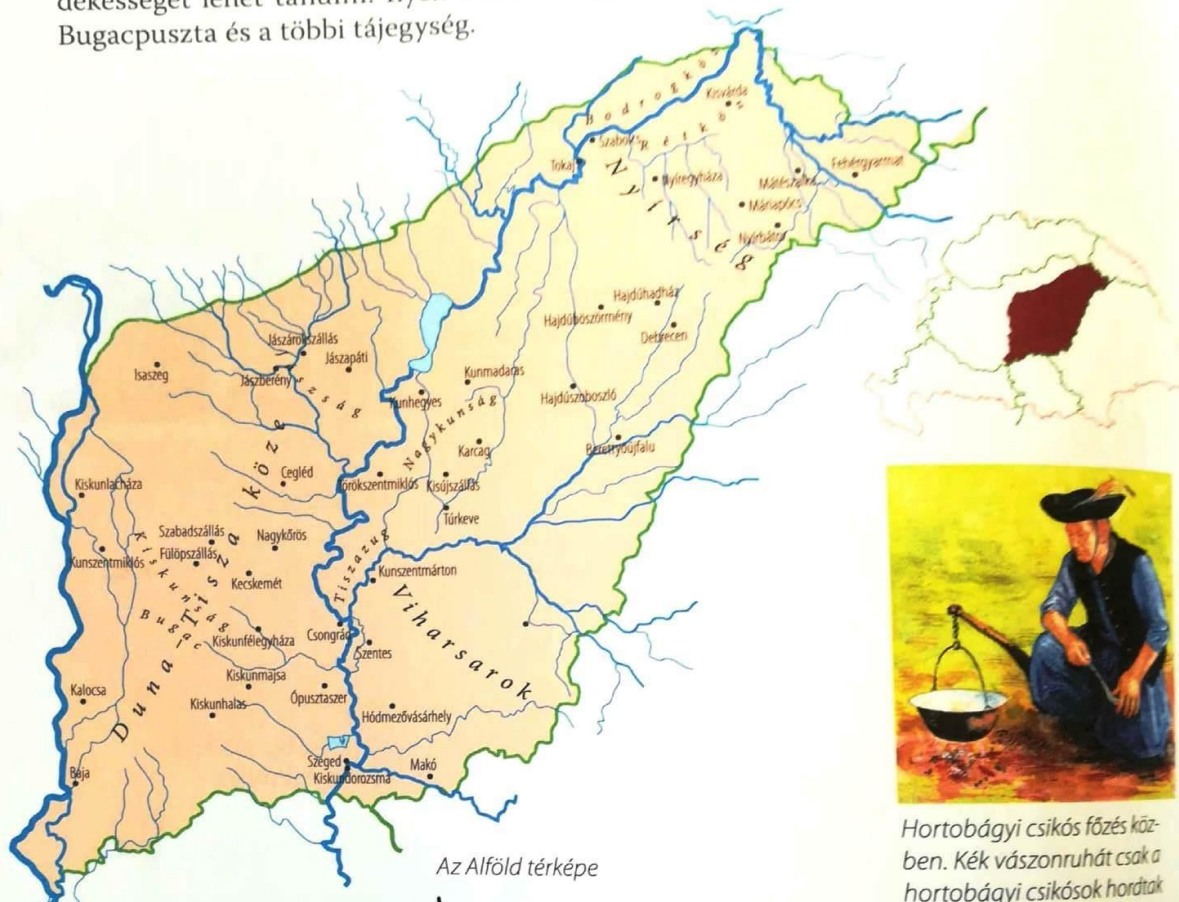 Bugacpuszta és a többi tájegység.
Bodrogköz
Kisvárda
Rétköz
Szabolcs
Tokaj
Nyírség
Nyíregyháza
Mátészalka
Fehérgyarmat
Máriapócs
Nyírbátor
Hajdúhadház
Hajdúböszörmény
Debrecen
Jászárokszállás
Jászapáti
Isaszeg
Jászberény
Jászság
Kunmadaras
Kunhegyes
Hajdúszoboszló
Nagykunság
Karcag
Berettyóújfalu
Cegléd
Törökszentmiklós
Kisújszállás
Kiskunlacháza
Túrkeve
Szabadszállás
Nagykőrös
Fülöpszállás
Kunszentmiklós
Kiskunság
Tiszazug
Kunszentmárton
Kecskemét
Duna-Tisza köze
Bugac
Viharsarok
Kiskunfélegyháza
Csongrád
Szentes
Kiskunmajsa
Kalocsa
Ópusztaszer
Kiskunhalas
Hódmezővásárhely
Szeged
Kiskundorozsma
Makó
Baja
Az Alföld térképe
Hortobágyi csikós főzés köz-
ben. Kék vászonruhát csak a
hortobágyi csikósok hordtak